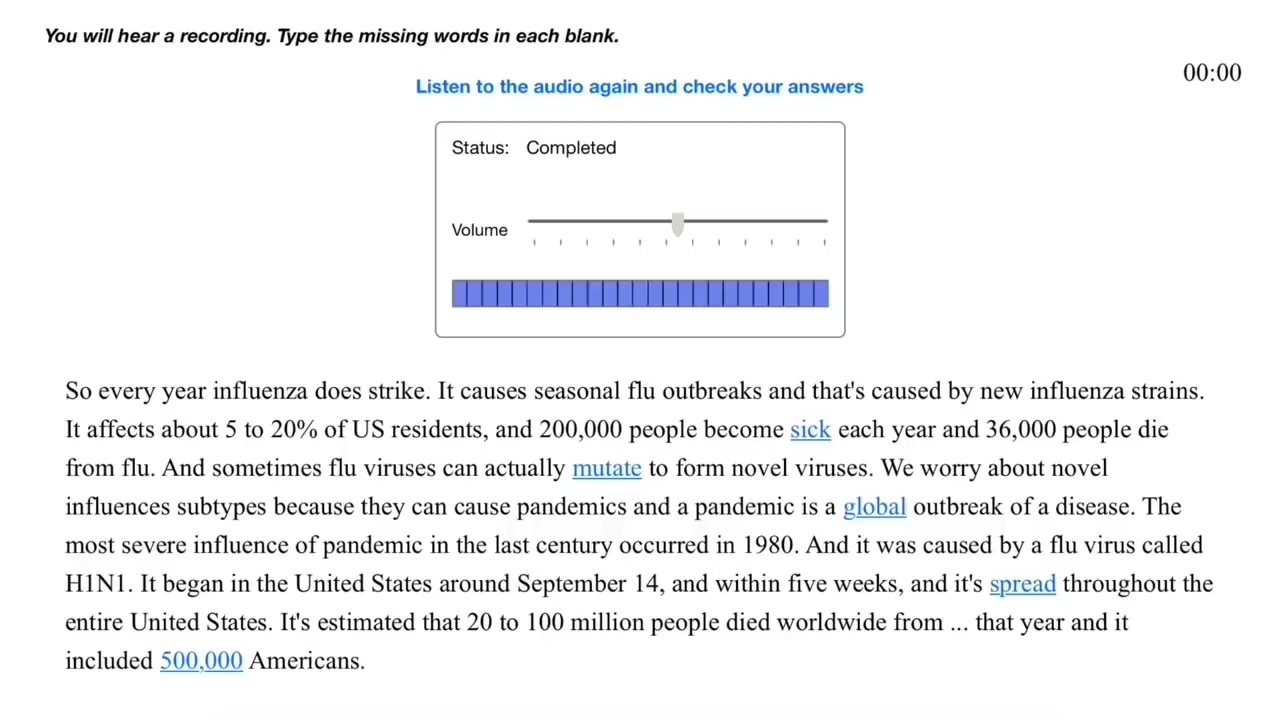 You will hear a recording. Type the missing words in each blank.
00:00
Listen to the audio again and check your answers
Status: Completed
Volume
So every year influenza does strike. It causes seasonal flu outbreaks and that's caused by new influenza strains.
It affects about 5 to 20% of US residents, and 200,000 people become sick each year and 36,000 people die
from flu. And sometimes flu viruses can actually mutate to form novel viruses. We worry about novel
influences subtypes because they can cause pandemics and a pandemic is a global outbreak of a disease. The
most severe influence of pandemic in the last century occurred in 1980. And it was caused by a flu virus called
H1N1. It began in the United States around September 14, and within five weeks, and it's spread throughout the
entire United States. It's estimated that 20 to 100 million people died worldwide from ... that year and it
included 500,000 Americans.